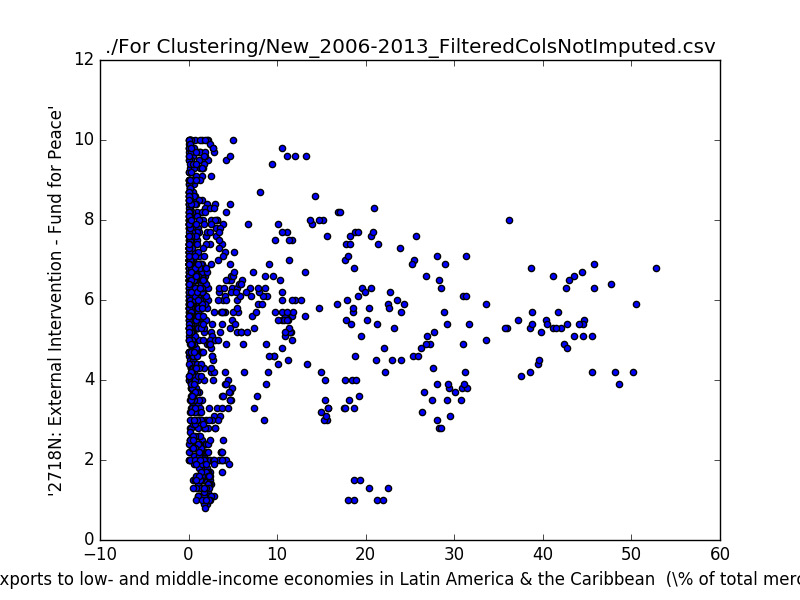 ./For Clustering/New_2006-2013_FilteredColsNotImputed.csv
12
10
8
6
4
2
0
'2718N: External Intervention - Fund for Peace'
−10 0 10 20 30 40 50 60
xports to low- and middle-income economies in Latin America & the Caribbean (\% of total merc